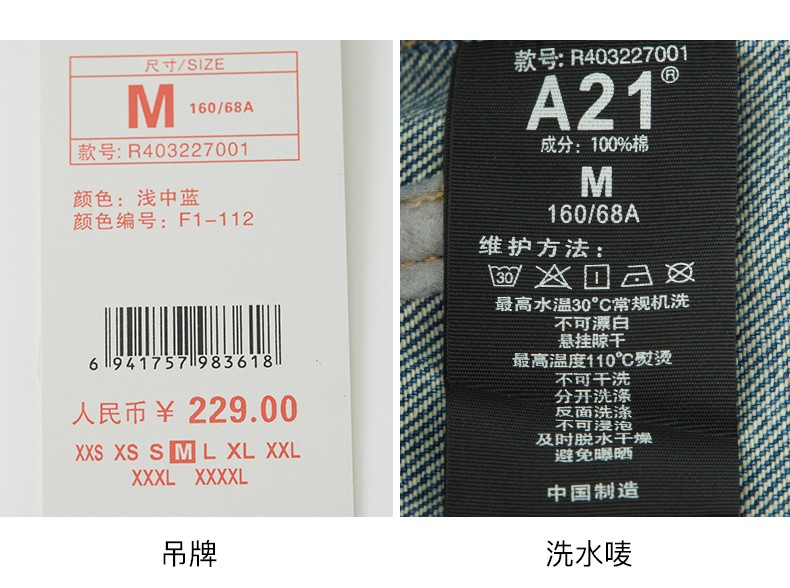 尺寸/SIZE
M 160/68A
款号: R403227001
颜色：浅中蓝
颜色编号：F1-112
6 941757 983618
人民币 ¥ 229.00
XXS XS S M L XL XXL
XXXL XXXXL
吊牌
款号: R403227001
A21®
成分：100%棉
M
160/68A
维护方法：
30
最高水温30°C常规机洗
不可漂白
悬挂晾干
最高温度110°C熨烫
不可干洗
分开洗涤
反面洗涤
不可浸泡
及时脱水干燥
避免曝晒
中国制造
洗水唛